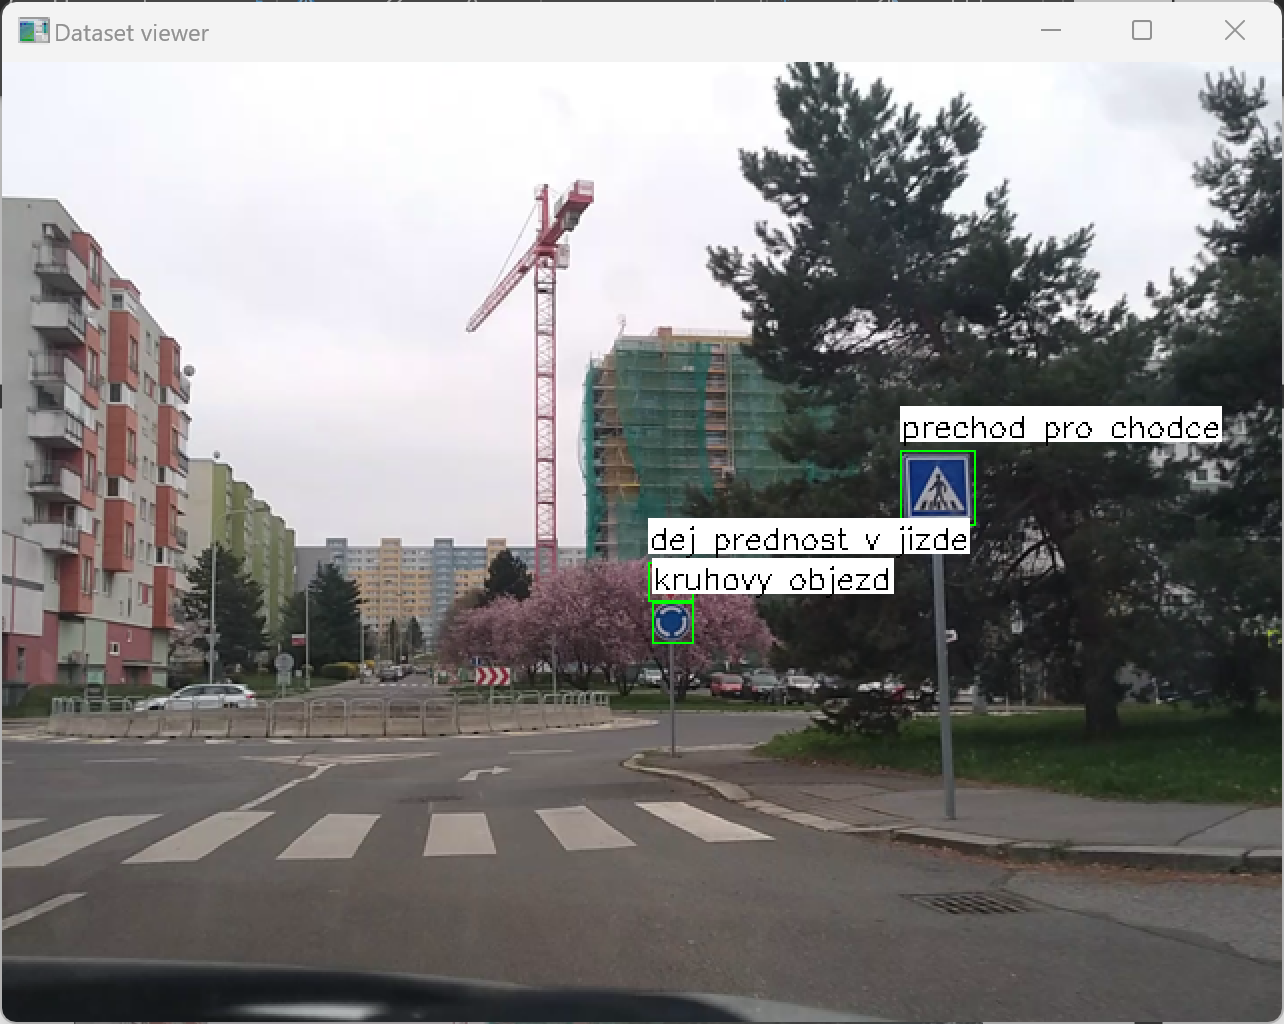 Dataset viewer
prechod pro chodce
dej prednost v jizde
kruhovy objezd